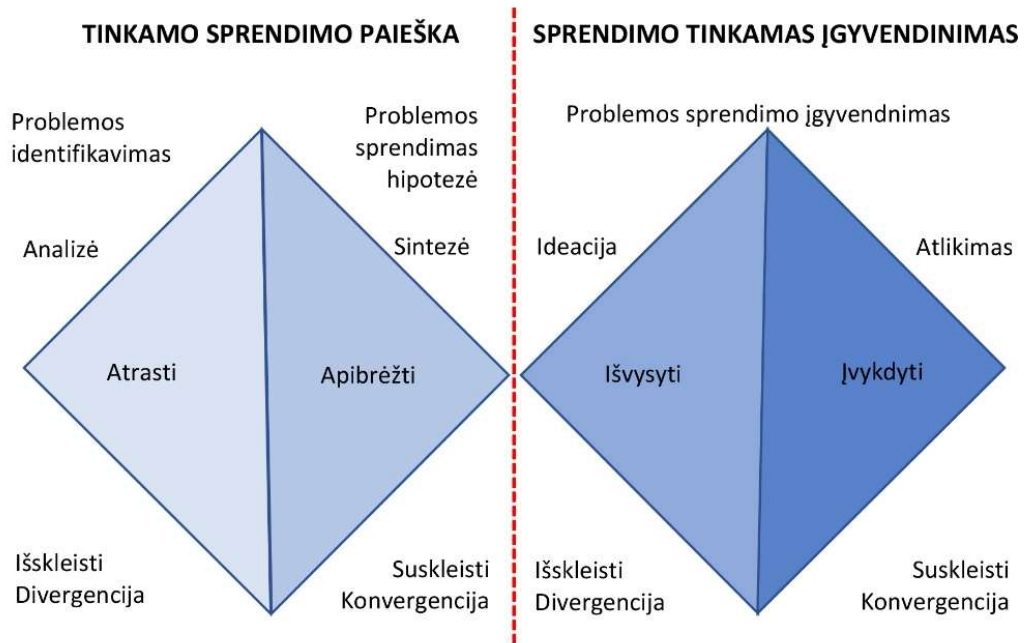 TINKAMO SPRENDIMO PAIEŠKA
SPRENDIMO TINKAMAS ĮGYVENDINIMAS
Problemos
identifikavimas
Problemos
sprendimas
hipotezė
Problemos sprendimo įgyvendnimas
Analizė
Sintezė
Ideacija
Atlikimas
Atrasti
Apibrėžti
Išvysyti
Įvykdyti
Išskleisti
Divergencija
Suskleisti
Konvergencija
Išskleisti
Divergencija
Suskleisti
Konvergencija